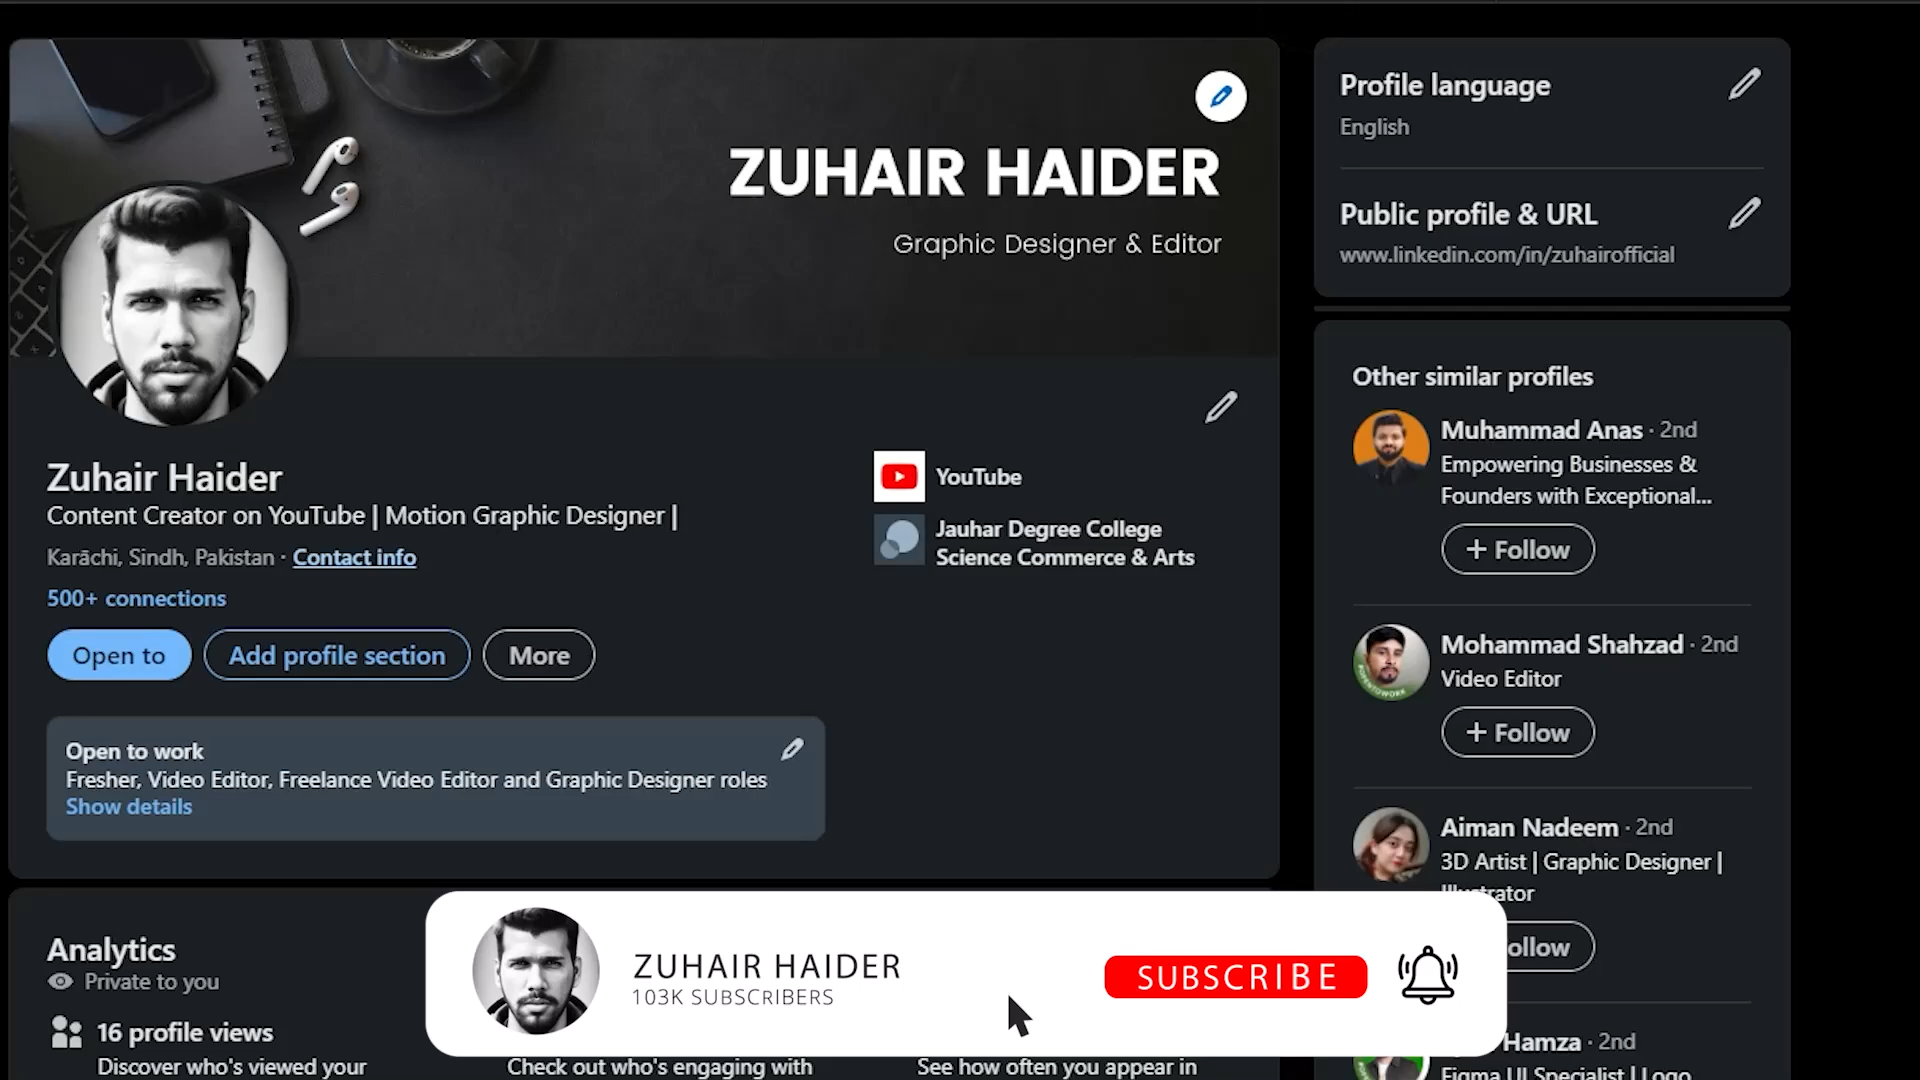 ZUHAIR HAIDER
Graphic Designer & Editor
Zuhair Haider
Content Creator on YouTube | Motion Graphic Designer |
Karāchi, Sindh, Pakistan · Contact info
500+ connections
Open to
Add profile section
More
YouTube
Jauhar Degree College
Science Commerce & Arts
Open to work
Fresher, Video Editor, Freelance Video Editor and Graphic Designer roles
Show details
Analytics
Private to you
16 profile views
Discover who's viewed your
Check out who's engaging with
See how often you appear in
Profile language
English
Public profile & URL
www.linkedin.com/in/zuhairofficial
Other similar profiles
Muhammad Anas · 2nd
Empowering Businesses &
Founders with Exceptional...
+ Follow
Mohammad Shahzad · 2nd
Video Editor
+ Follow
#OPENTOWORK
Aiman Nadeem · 2nd
3D Artist | Graphic Designer |
Illustrator
ollow
Hamza · 2nd
Figma UI Specialist | Logo
ZUHAIR HAIDER
103K SUBSCRIBERS
SUBSCRIBE